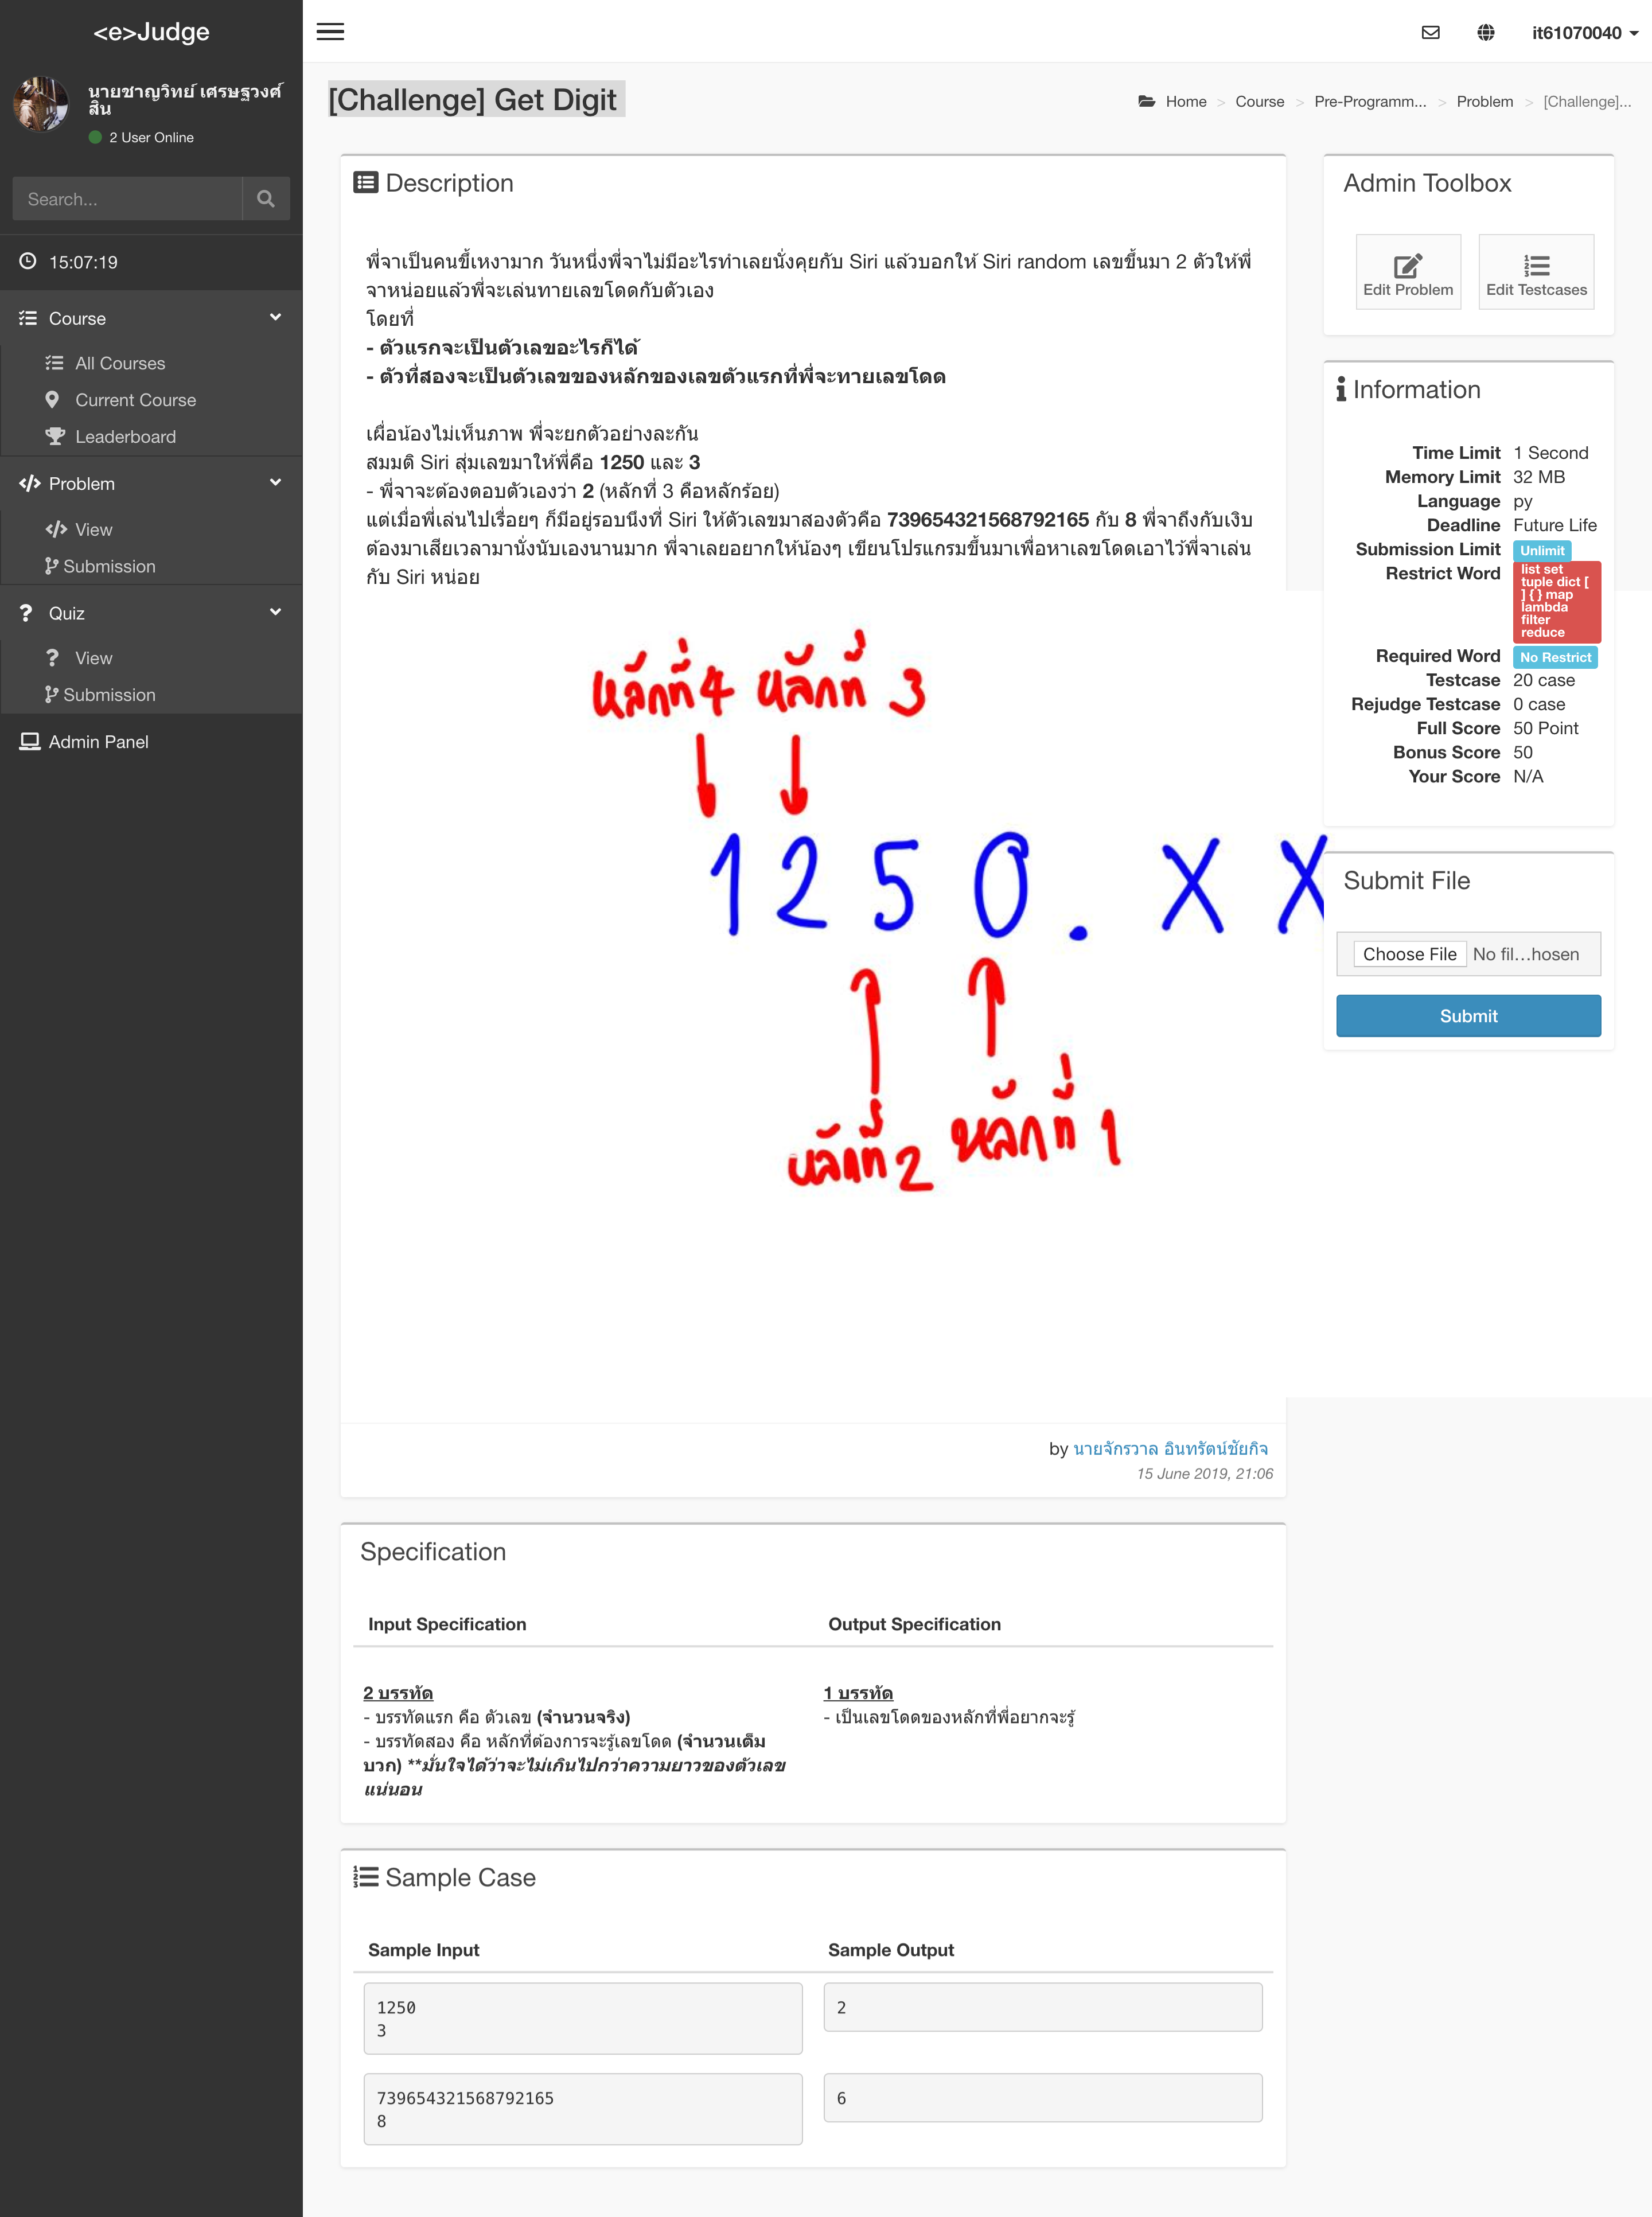 <e>Judge
it61070040
นายชาญวิทย์ เศรษฐวงศ์
สิน
2 User Online
Search...
15:07:19
Course
All Courses
Current Course
Leaderboard
Problem
View
Submission
Quiz
View
Submission
Admin Panel
[Challenge] Get Digit
Home > Course > Pre-Programm... > Problem > [Challenge]...
Description
พี่จาเป็นคนขี้เหงามาก วันหนึ่งพี่จาไม่มีอะไรทำเลยนั่งคุยกับ Siri แล้วบอกให้ Siri random เลขขึ้นมา 2 ตัวให้พี่
จาหน่อยแล้วพี่จะเล่นทายเลขโดดกับตัวเอง
โดยที่
- ตัวแรกจะเป็นตัวเลขอะไรก็ได้
- ตัวที่สองจะเป็นตัวเลขของหลักของเลขตัวแรกที่พี่จะทายเลขโดด
เผื่อน้องไม่เห็นภาพ พี่จะยกตัวอย่างละกัน
สมมติ Siri สุ่มเลขมาให้พี่คือ 1250 และ 3
- พี่จาจะต้องตอบตัวเองว่า 2 (หลักที่ 3 คือหลักร้อย)
แต่เมื่อพี่เล่นไปเรื่อยๆ ก็มีอยู่รอบนึงที่ Siri ให้ตัวเลขมาสองตัวคือ 739654321568792165 กับ 8 พี่จาถึงกับเงิบ
ต้องมาเสียเวลามานั่งนับเองนานมาก พี่จาเลยอยากให้น้องๆ เขียนโปรแกรมขึ้นมาเพื่อหาเลขโดดเอาไว้พี่จาเล่น
กับ Siri หน่อย
หลักที่ 4 หลักที่ 3
1 2 5 0 . X X
หลักที่ 2 หลักที่ 1
by นายจักรวาล อินทรัตน์ชัยกิจ
15 June 2019, 21:06
Specification
Input Specification
Output Specification
2 บรรทัด
- บรรทัดแรก คือ ตัวเลข (จำนวนจริง)
- บรรทัดสอง คือ หลักที่ต้องการจะรู้เลขโดด (จำนวนเต็ม
บวก) **มั่นใจได้ว่าจะไม่เกินไปกว่าความยาวของตัวเลข
แน่นอน
1 บรรทัด
- เป็นเลขโดดของหลักที่พี่อยากจะรู้
Sample Case
Sample Input
Sample Output
1250
3
2
739654321568792165
8
6
Admin Toolbox
Edit Problem
Edit Testcases
Information
Time Limit 1 Second
Memory Limit 32 MB
Language py
Deadline Future Life
Submission Limit Unlimit
Restrict Word list set
tuple dict [
] { } map
lambda
filter
reduce
Required Word No Restrict
Testcase 20 case
Rejudge Testcase 0 case
Full Score 50 Point
Bonus Score 50
Your Score N/A
Submit File
Choose File No fil...hosen
Submit